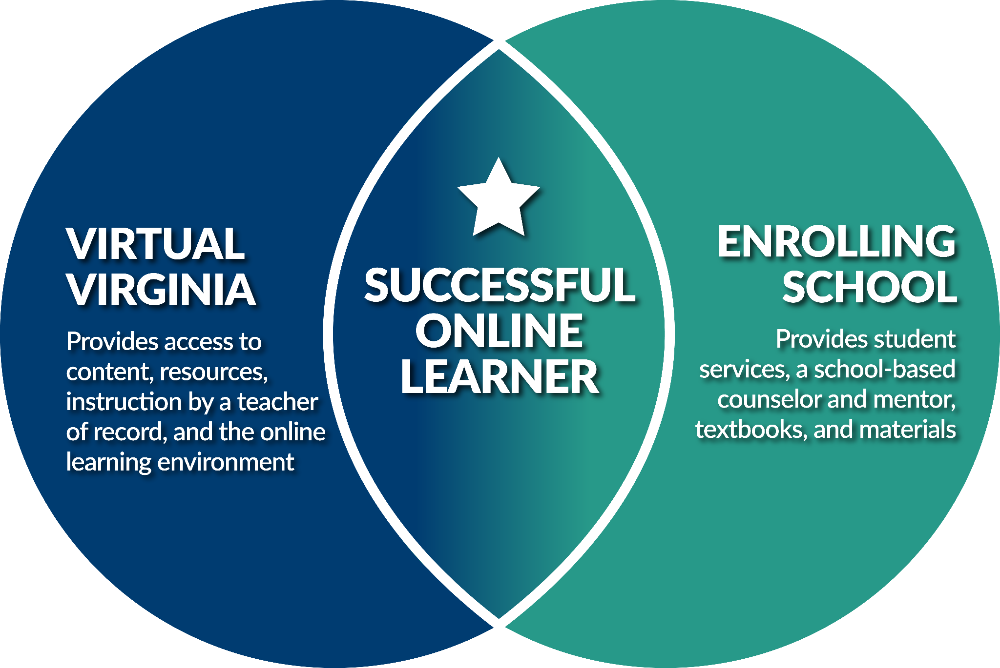 VIRTUAL
VIRGINIA
Provides access to
content, resources,
instruction by a teacher
of record, and the online
learning environment
SUCCESSFUL
ONLINE
LEARNER
ENROLLING
SCHOOL
Provides student
services, a school-based
counselor and mentor,
textbooks, and materials